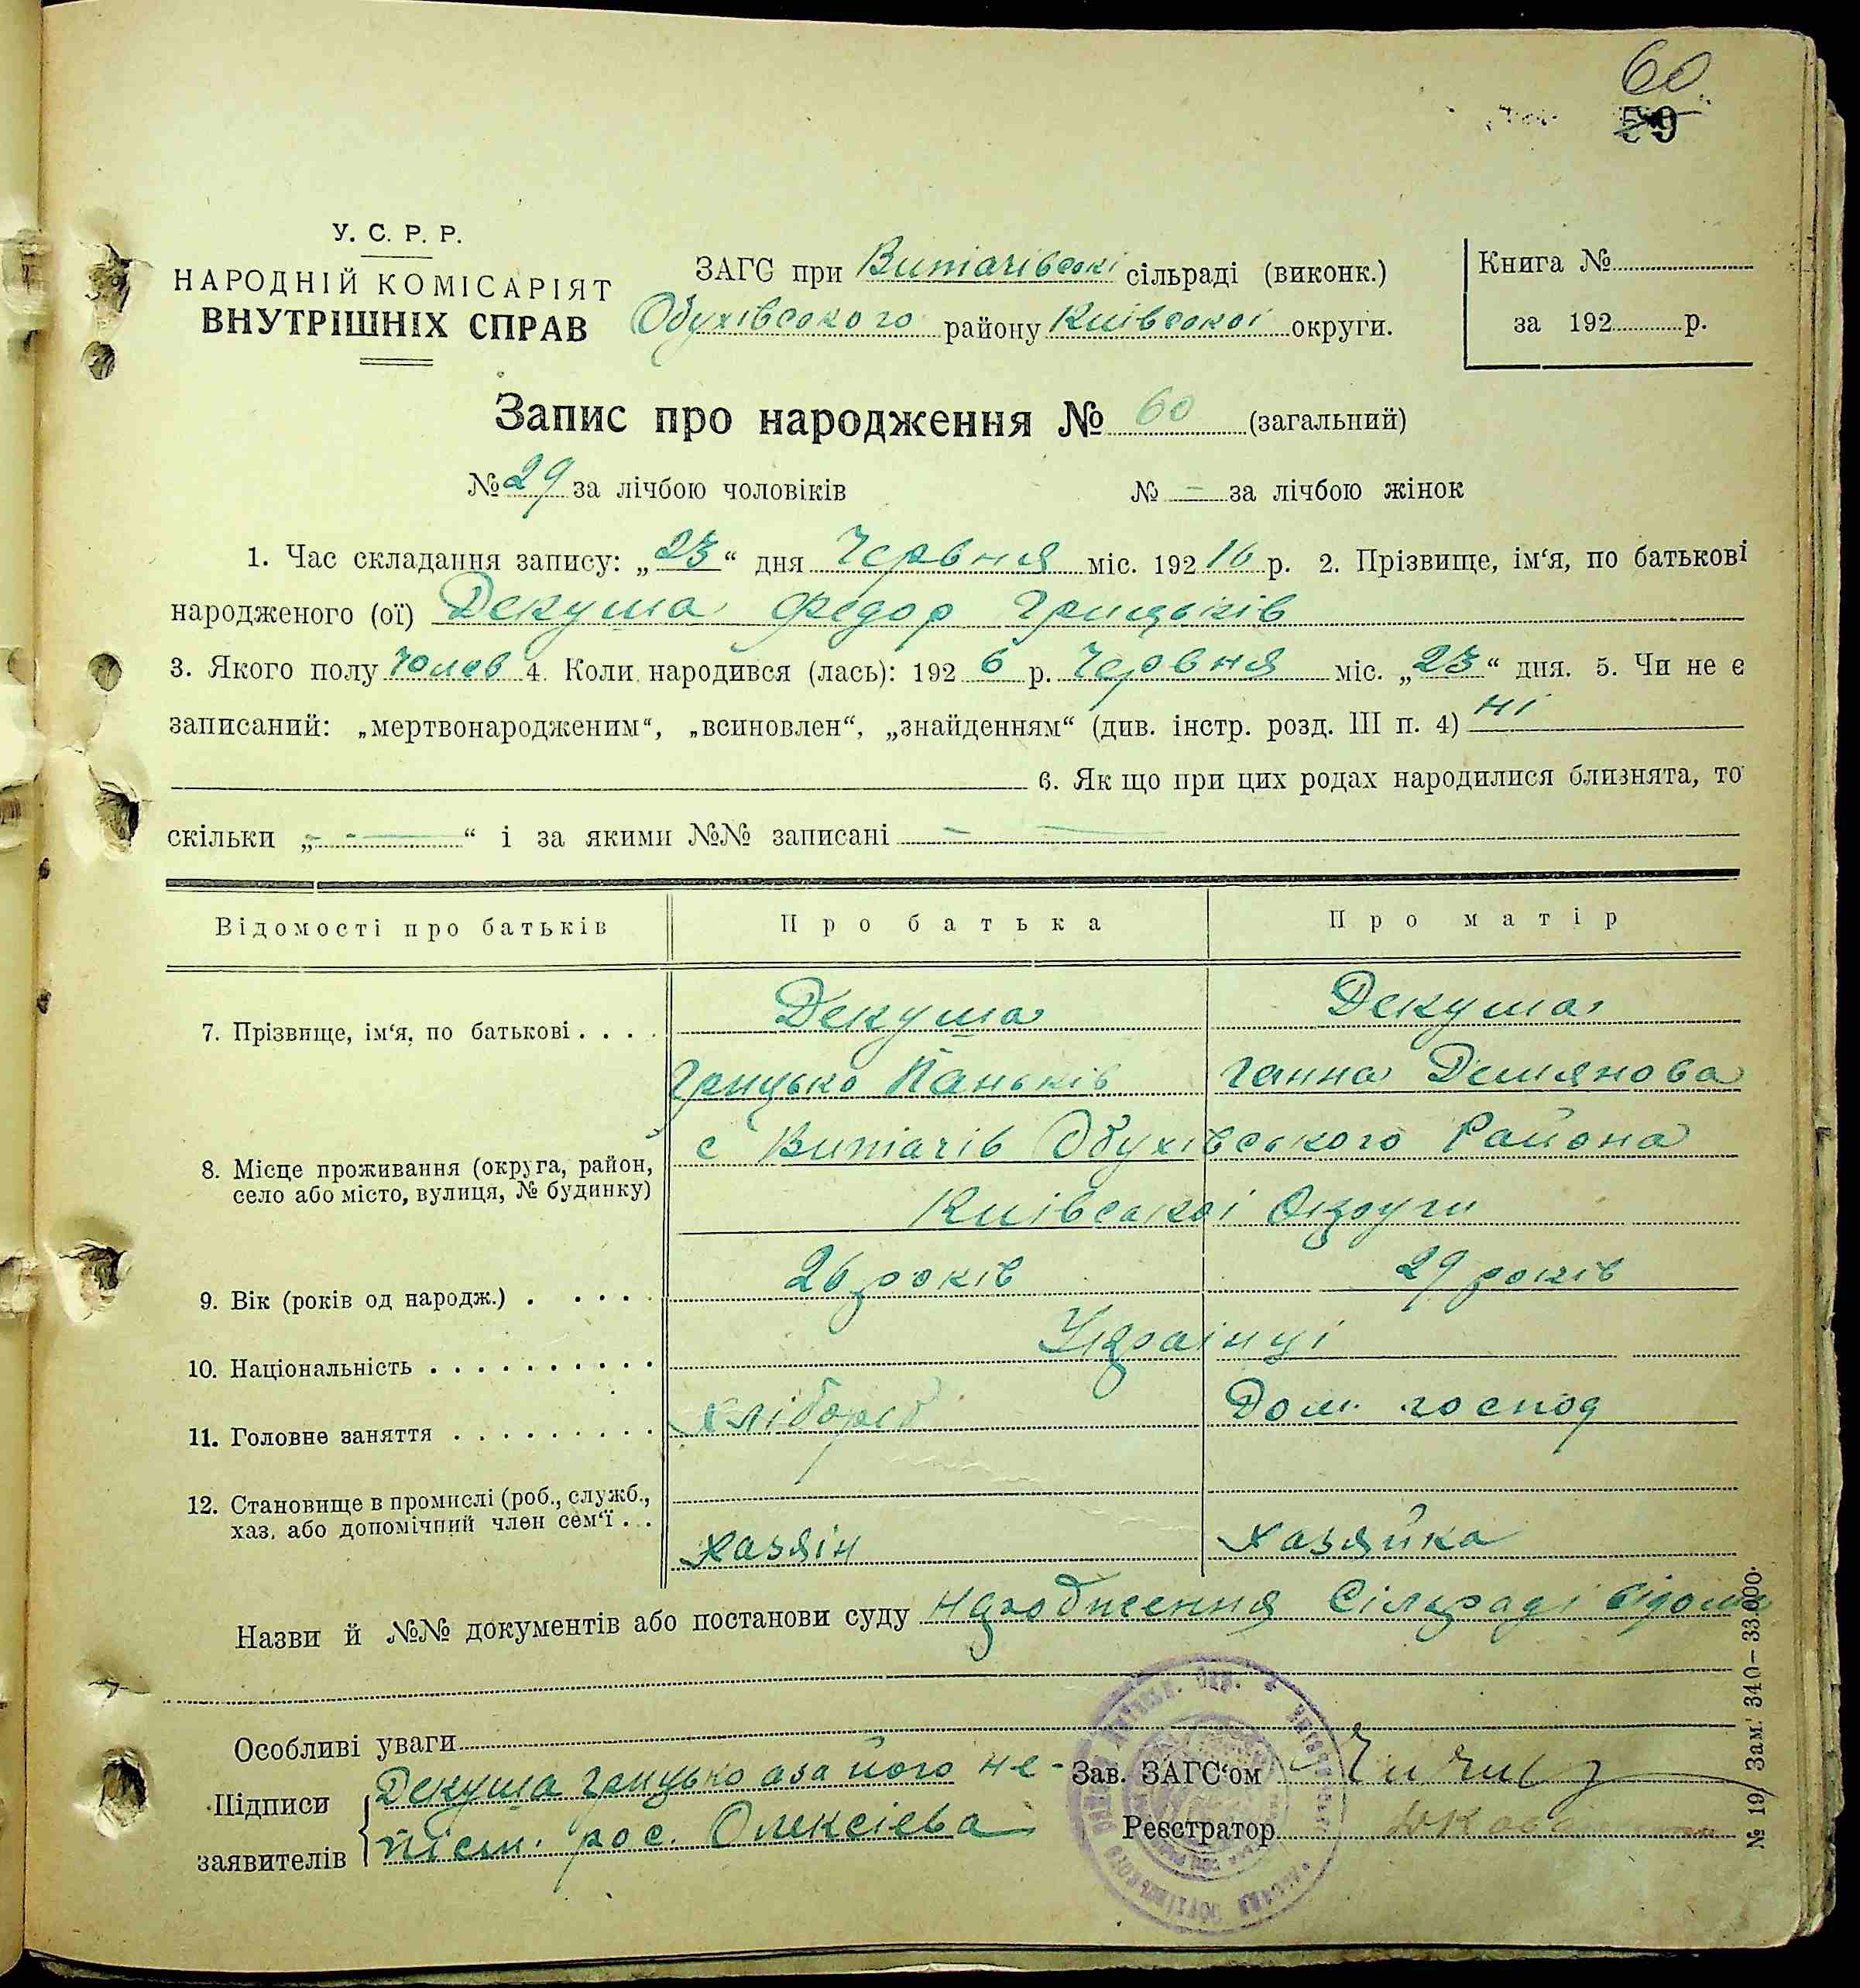 60
59
У. С. Р. Р.
НАРОДНІЙ КОМІСАРІЯТ
ВНУТРІШНІХ СПРАВ
ЗАГС при Витачівскі сільраді (виконк.)
Обухівського району Київської округи.
Книга №
за 192 р.
Запис про народження № 60 (загальний)
№ 29 за лічбою чоловіків № - за лічбою жінок
1. Час складання запису: „23“ дня Червня міс. 192 р. 2. Прізвище, ім‘я, по батькові
народженого (ої) Декуша Федор Грицьків
3. Якого полу 4. Коли народився (лась): 192 6 р. Червня міс. „23“ дня. 5. Чи не є
записаний: „мертвонародженим“, „всиновлен“, „знайденням“ (див. інстр. розд. III п. 4) ні
6. Як що при цих родах народилися близнята, то
скільки „ - — “ і за якими №№ записані - —
Відомості про батьків Про батька Про матір
7. Прізвище, ім‘я, по батькові . . . . Декуша Декуша
Грицько Паньків Ганна Демянова
8. Місце проживання (округа, район,
село або місто, вулиця, № будинку)
с Витачів Обухівського Района
Київської Округи
9. Вік (років од народж.) . . . . . 26 років 29 років
10. Національність . . . . . . . . . . Українці
11. Головне заняття . . . . . . . . . Хлібороб Дом. господ
12. Становище в промислі (роб., служб.,
хаз. або допомічний член сем‘ї . . .
Хазяін Хазяйка
Назви й №№ документів або постанови суду Сілраді відомо
Особливі уваги
Підписи
заявителів
Декуша Грицько а за його не-
пісм. рос. Олексієва
Зав. ЗАГС‘ом
Реєстратор
№ 19/ Зам. 340–33.000.